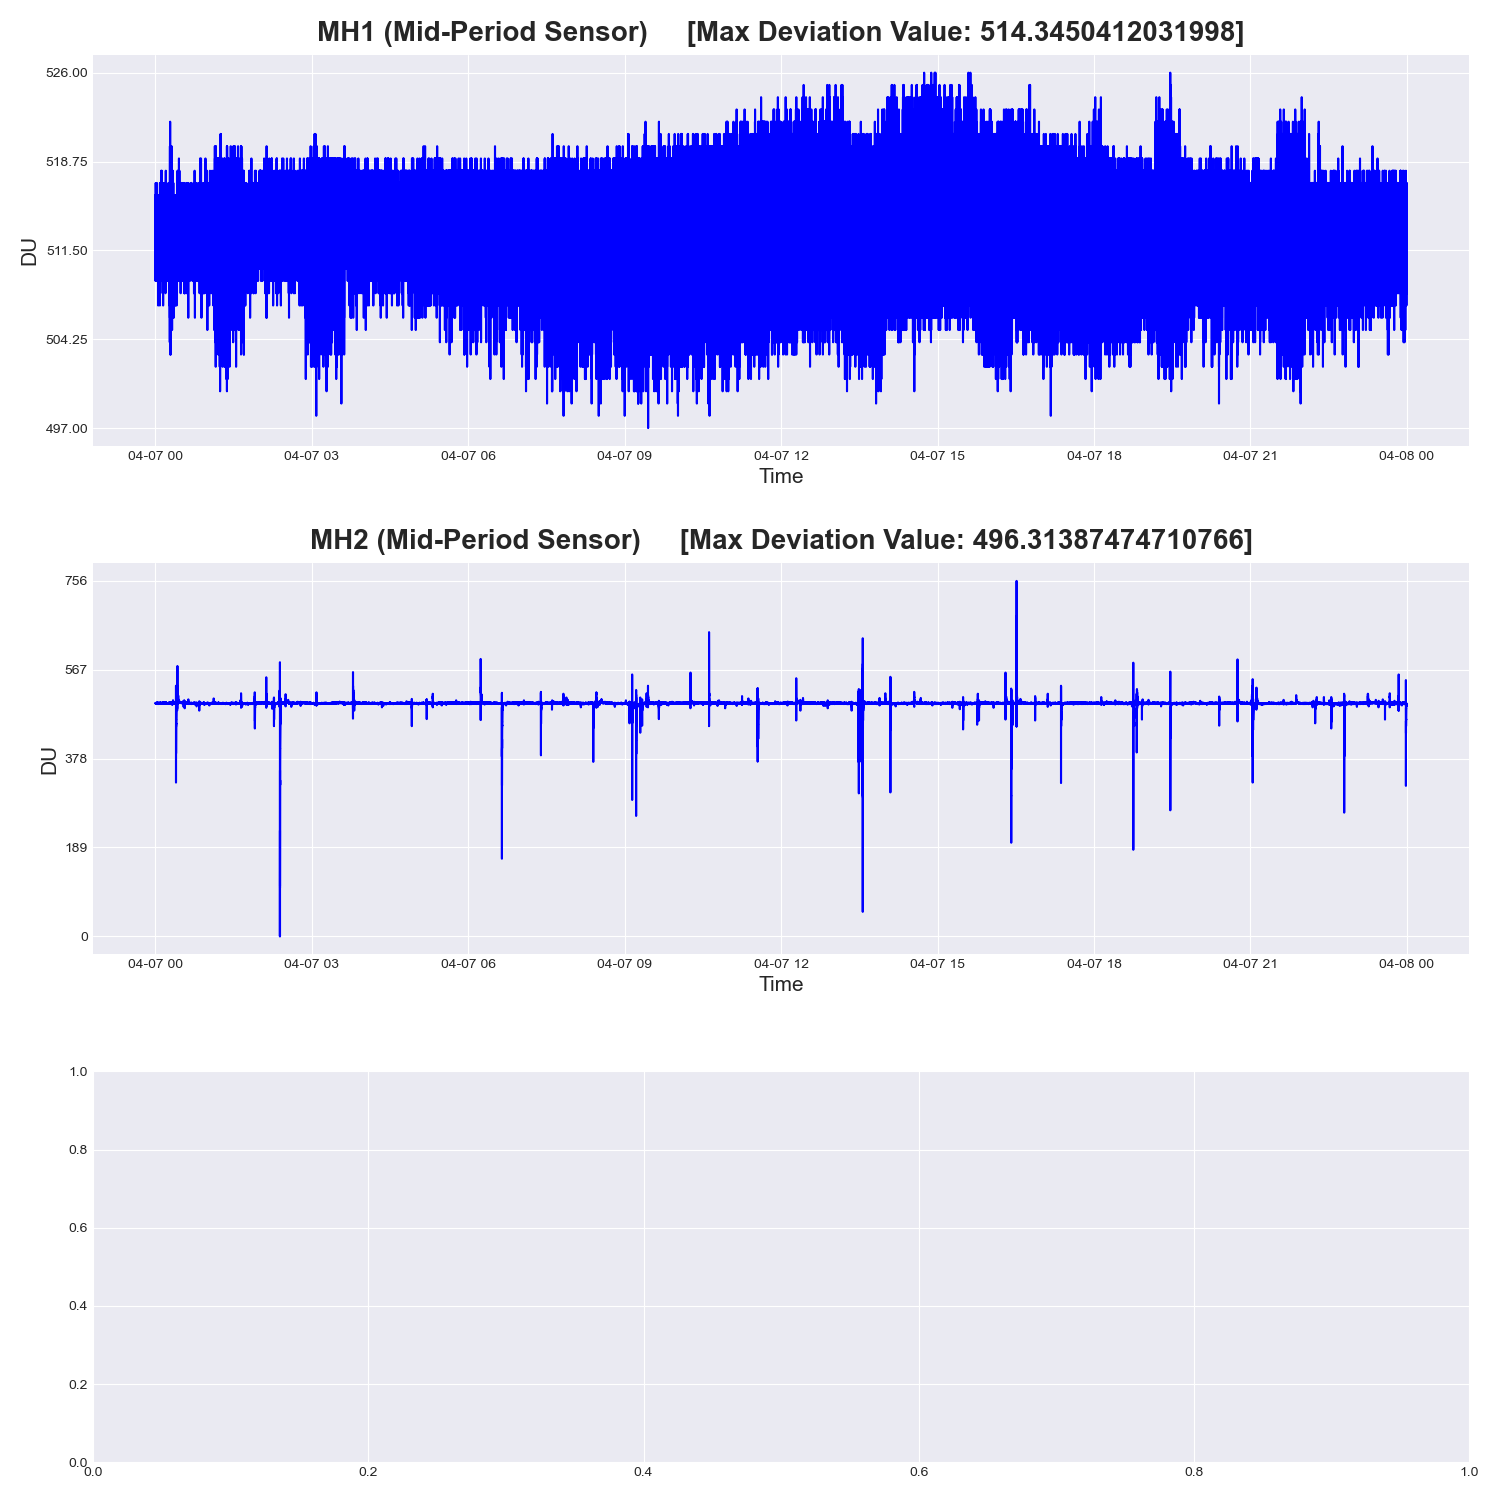 MH1 (Mid-Period Sensor) [Max Deviation Value: 514.3450412031998]
526.00
518.75
511.50
504.25
497.00
DU
04-07 00 04-07 03 04-07 06 04-07 09 04-07 12 04-07 15 04-07 18 04-07 21 04-08 00
Time
MH2 (Mid-Period Sensor) [Max Deviation Value: 496.31387474710766]
756
567
378
189
0
DU
04-07 00 04-07 03 04-07 06 04-07 09 04-07 12 04-07 15 04-07 18 04-07 21 04-08 00
Time
1.0
0.8
0.6
0.4
0.2
0.0
0.0 0.2 0.4 0.6 0.8 1.0